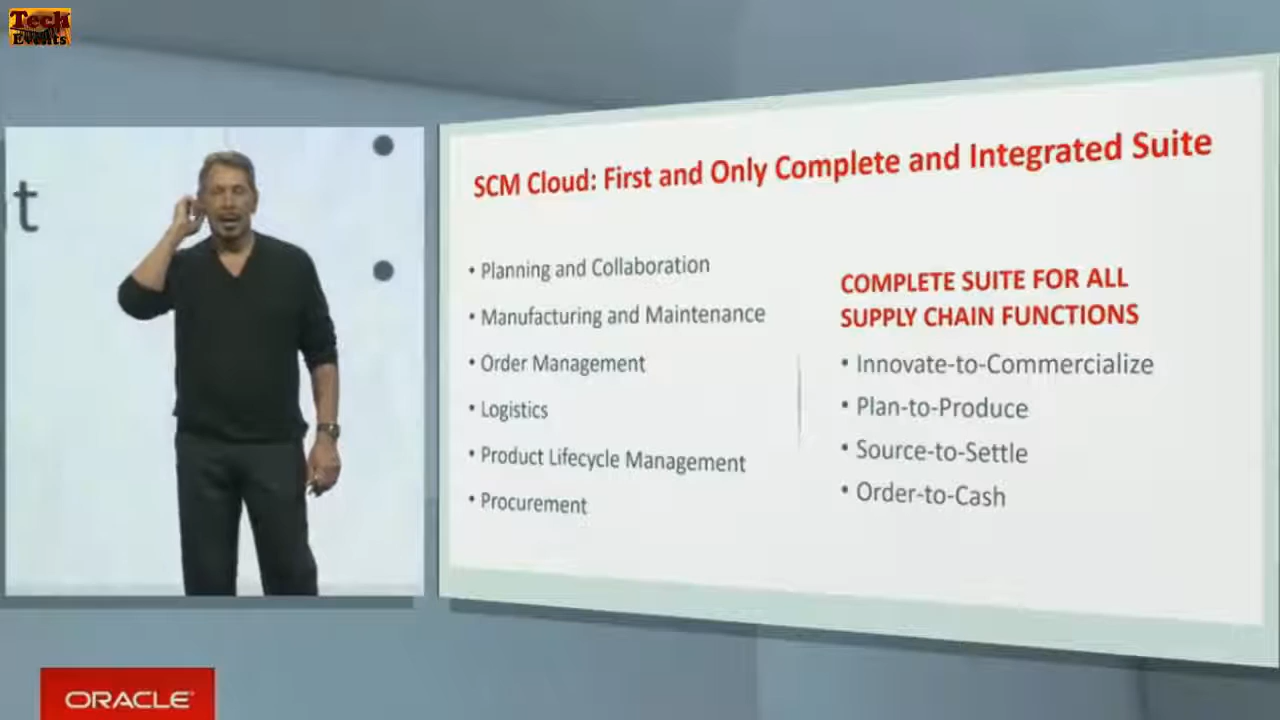 Tech
Events
t
SCM Cloud: First and Only Complete and Integrated Suite
• Planning and Collaboration
• Manufacturing and Maintenance
• Order Management
• Logistics
• Product Lifecycle Management
• Procurement
COMPLETE SUITE FOR ALL
SUPPLY CHAIN FUNCTIONS
• Innovate-to-Commercialize
• Plan-to-Produce
• Source-to-Settle
• Order-to-Cash
ORACLE